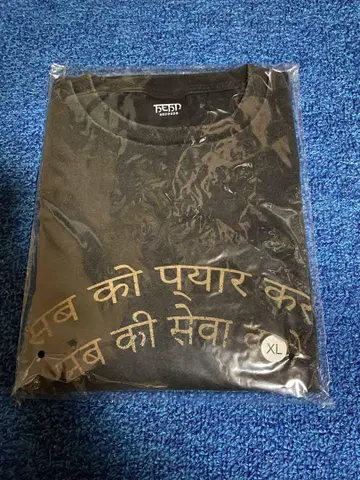 सब को प्‌यार
सब की सेवा
XL